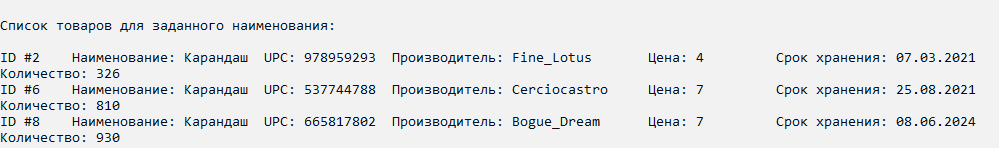 Список товаров для заданного наименования:
ID #2 Наименование: Карандаш UPC: 978959293 Производитель: Fine_Lotus Цена: 4 Срок хранения: 07.03.2021
Количество: 326
ID #6 Наименование: Карандаш UPC: 537744788 Производитель: Cerciocastro Цена: 7 Срок хранения: 25.08.2021
Количество: 810
ID #8 Наименование: Карандаш UPC: 665817802 Производитель: Bogue_Dream Цена: 7 Срок хранения: 08.06.2024
Количество: 930